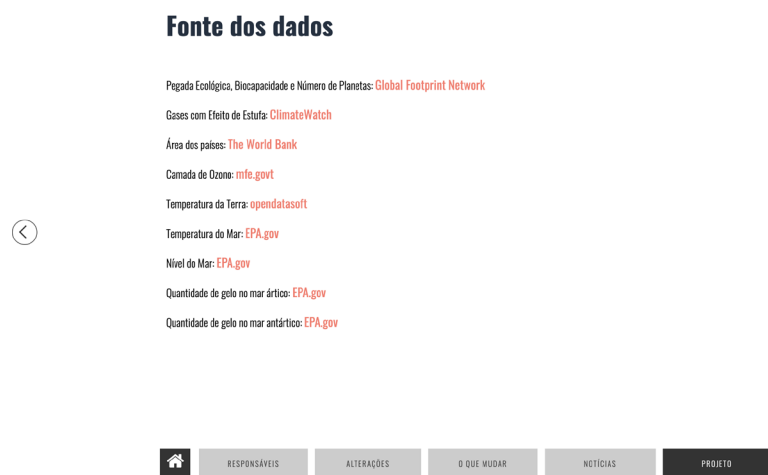 Fonte dos dados
Pegada Ecológica, Biocapacidade e Número de Planetas: Global Footprint Network
Gases com Efeito de Estufa: ClimateWatch
Área dos países: The World Bank
Camada de Ozono: mfe.govt
Temperatura da Terra: opendatasoft
Temperatura do Mar: EPA.gov
Nível do Mar: EPA.gov
Quantidade de gelo no mar ártico: EPA.gov
Quantidade de gelo no mar antártico: EPA.gov
RESPONSÁVEIS
ALTERAÇÕES
O QUE MUDAR
NOTÍCIAS
PROJETO